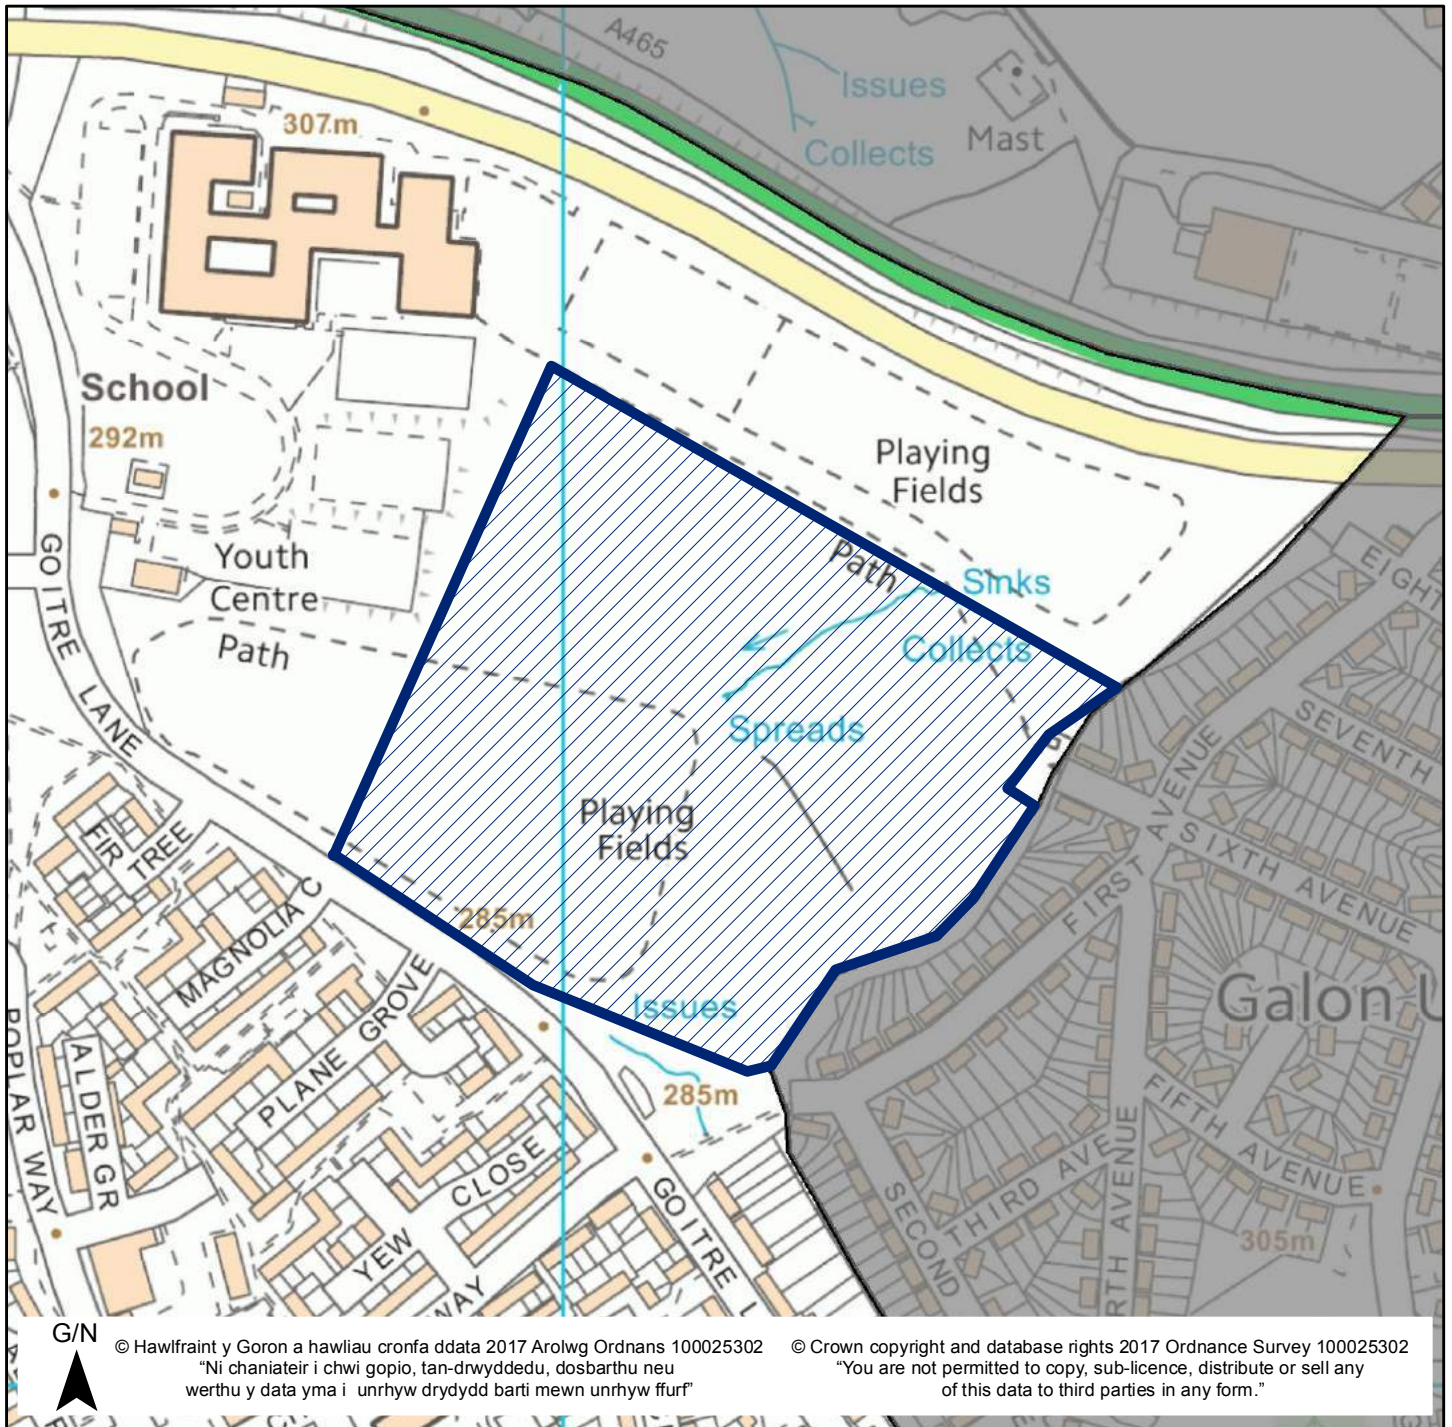 A465
Issues
Collects
Mast
307m
School
292m
Youth
Centre
Path
Playing
Fields
Path
Sinks
Collects
Spreads
Playing
Fields
285m
Issues
285m
GOITRE LANE
FIR TREE
MAGNOLIA C
PLANE GROVE
POPLAR WAY
ALDER GR
YEW
CLOSE
WAY
GOITRE L
EIGHT
SEVENTH
SIXTH AVENUE
FIRST AVENUE
Galon U
FIFTH AVENUE
THIRD AVE
SECOND
RTH AVENUE
305m
G/N
© Hawlfraint y Goron a hawliau cronfa ddata 2017 Arolwg Ordnans 100025302
“Ni chaniateir i chwi gopio, tan-drwyddedu, dosbarthu neu
werthu y data yma i unrhyw drydydd barti mewn unrhyw ffurf”
© Crown copyright and database rights 2017 Ordnance Survey 100025302
“You are not permitted to copy, sub-licence, distribute or sell any
of this data to third parties in any form.”